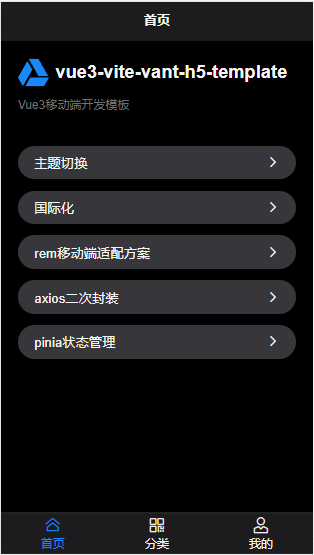 首页
vue3-vite-vant-h5-template
Vue3移动端开发模板
主题切换
国际化
rem移动端适配方案
axios二次封装
pinia状态管理
首页
分类
我的